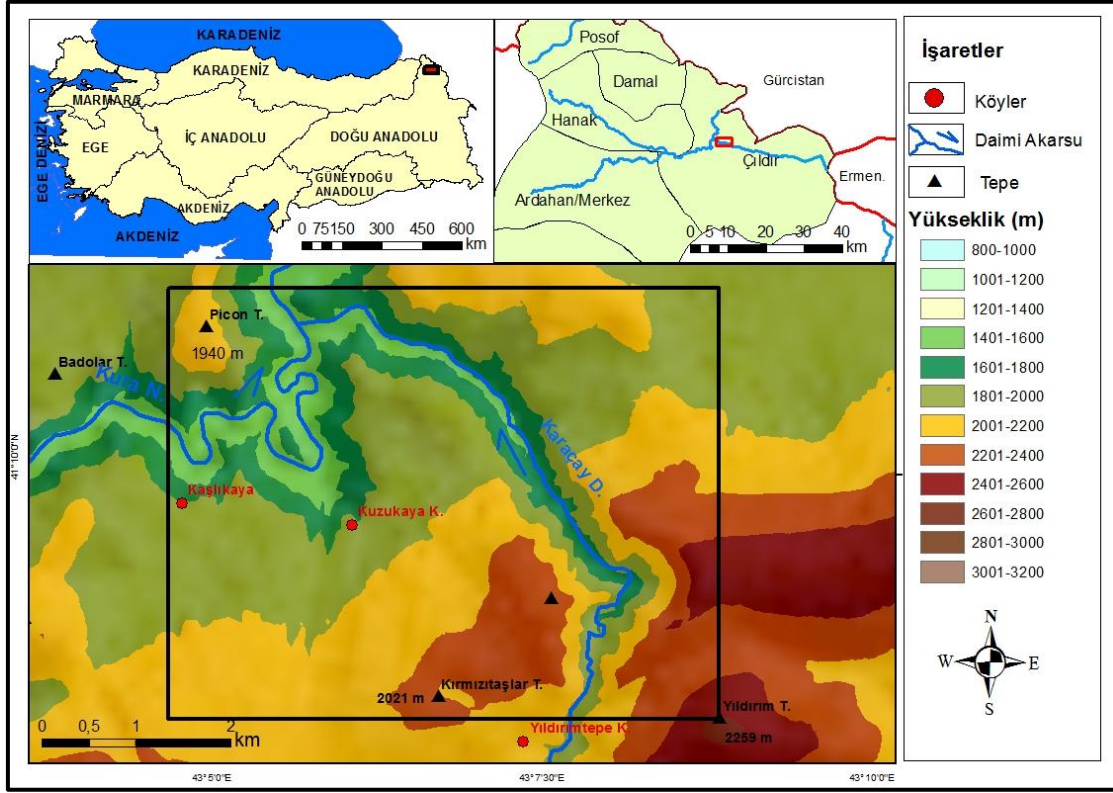 KARADENİZ
KARADENİZ
MARMARA
EGE DENİZİ
EGE
İÇ ANADOLU
DOĞU ANADOLU
GÜNEYDOĞU
ANADOLU
AKDENİZ
AKDENİZ
0 75 150 300 450 600
km
Posof
Damal
Gürcistan
Hanak
Çıldır
Ardahan/Merkez
Ermen.
0 5 10 20 30 40
km
Picon T.
1940 m
Badolar T.
Kura N.
Karaçay D.
Kaşlıkaya
Kuzukaya K.
Kırmızıtaşlar T.
2021 m
Yıldırımtepe K.
Yıldırım T.
2259 m
0 0,5 1 2
km
41°10'0"N
43°5'0"E
43°7'30"E
43°10'0"E
İşaretler
Köyler
Daimi Akarsu
Tepe
Yükseklik (m)
800-1000
1001-1200
1201-1400
1401-1600
1601-1800
1801-2000
2001-2200
2201-2400
2401-2600
2601-2800
2801-3000
3001-3200
N
W E
S